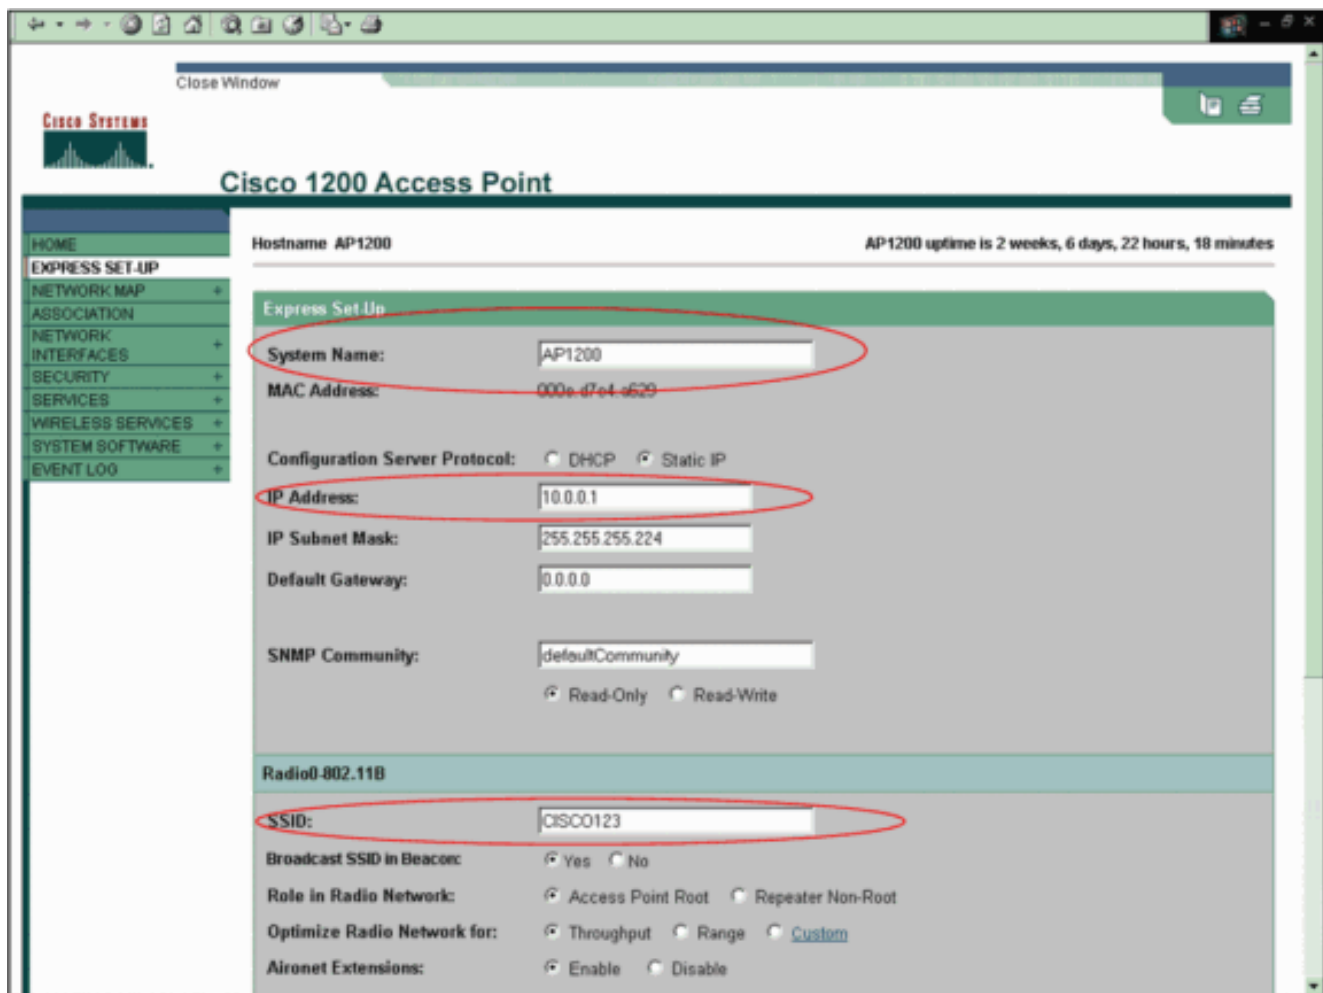 Close Window
CISCO SYSTEMS
Cisco 1200 Access Point
HOME
EXPRESS SET-UP
NETWORK MAP +
ASSOCIATION
NETWORK
INTERFACES +
SECURITY +
SERVICES +
WIRELESS SERVICES +
SYSTEM SOFTWARE +
EVENT LOG +
Hostname AP1200
AP1200 uptime is 2 weeks, 6 days, 22 hours, 18 minutes
Express Set-Up
System Name: AP1200
MAC Address:
Configuration Server Protocol: DHCP Static IP
IP Address: 10.0.0.1
IP Subnet Mask: 255.255.255.224
Default Gateway: 0.0.0.0
SNMP Community: defaultCommunity
Read-Only Read-Write
Radio0-802.11B
SSID: CISCO123
Broadcast SSID in Beacon: Yes No
Role in Radio Network: Access Point Root Repeater Non-Root
Optimize Radio Network for: Throughput Range Custom
Aironet Extensions: Enable Disable